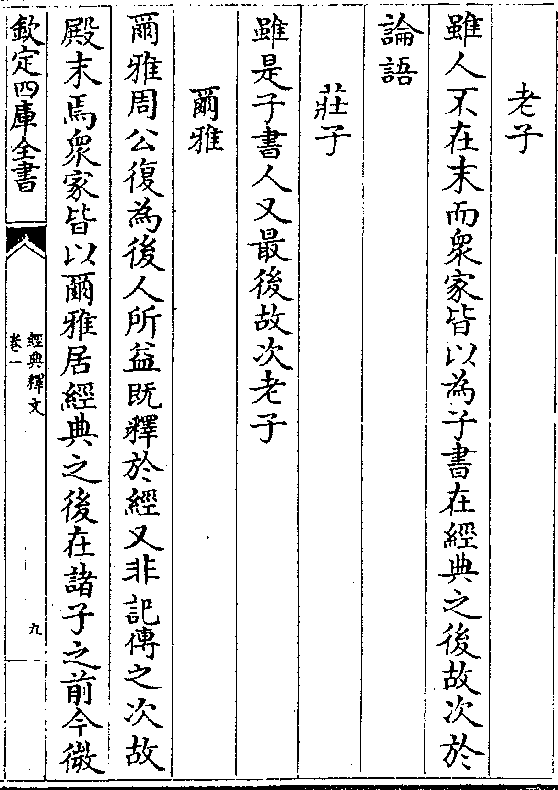 老子
雖人不在末而衆家皆以為子書在經典之後故次於
論語
莊子
雖是子書人又最後故次老子
爾雅
爾雅周公復為後人所益既釋於經又非記傳之次故
殿末焉衆家皆以爾雅居經典之後在諸子之前今微
欽定四庫全書
經典釋文
卷一
九